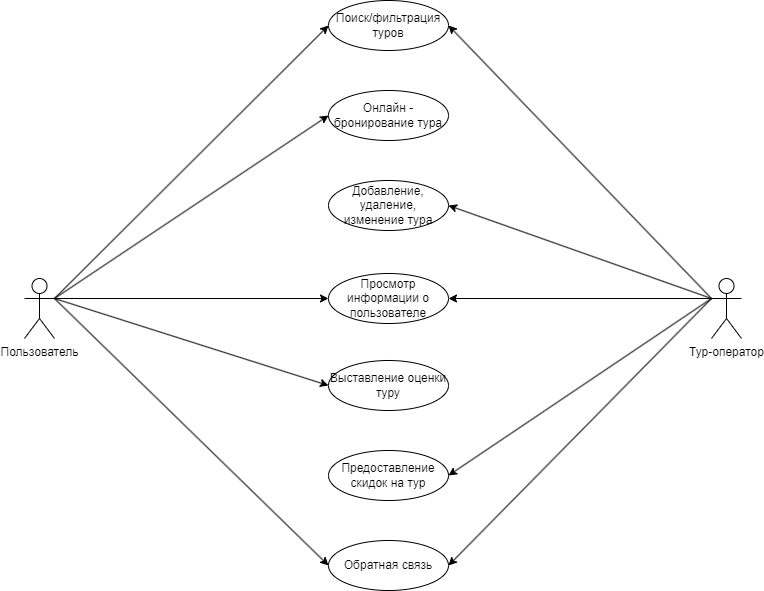 Поиск/фильтрация
туров
Онлайн -
бронирование тура
Добавление,
удаление,
изменение тура
Просмотр
информации о
пользователе
Пользователь
Тур-оператор
Выставление оценки
туру
Предоставление
скидок на тур
Обратная связь